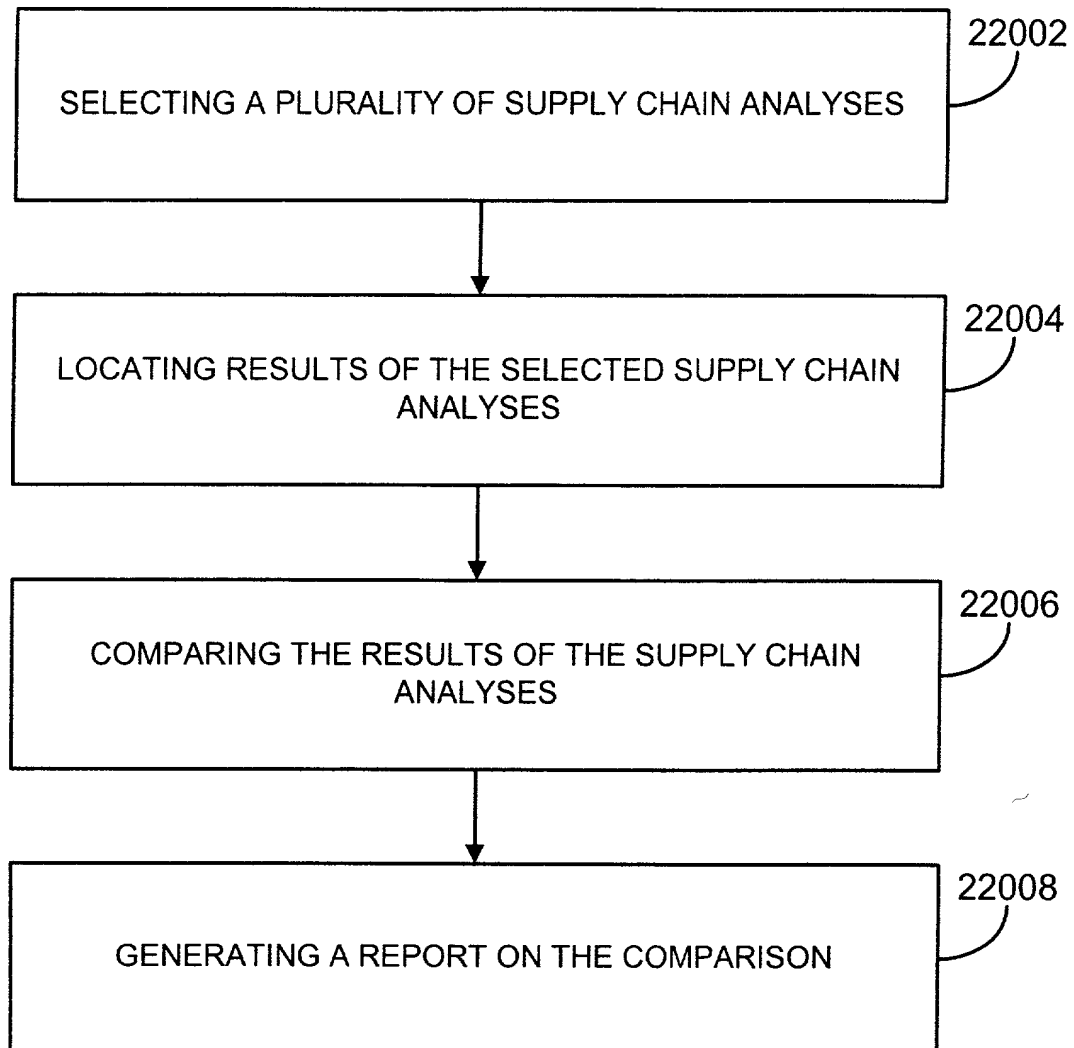 22002
SELECTING A PLURALITY OF SUPPLY CHAIN ANALYSES
22004
LOCATING RESULTS OF THE SELECTED SUPPLY CHAIN
ANALYSES
22006
COMPARING THE RESULTS OF THE SUPPLY CHAIN
ANALYSES
22008
GENERATING A REPORT ON THE COMPARISON